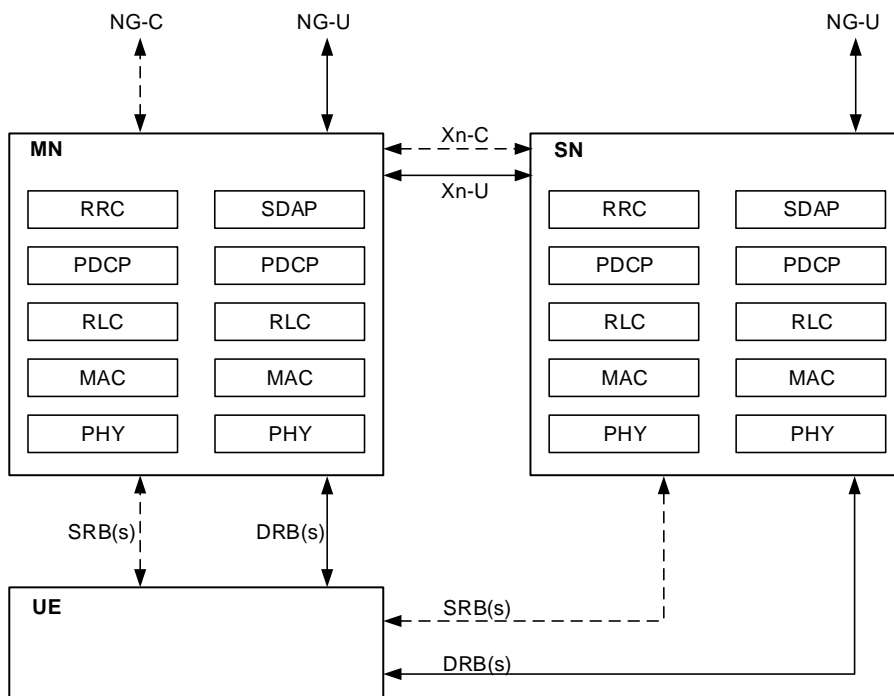 NG-C NG-U NG-U
Xn-C
MN SN
Xn-U
RRC SDAP RRC SDAP
PDCP PDCP PDCP PDCP
RLC RLC RLC RLC
MAC MAC MAC MAC
PHY PHY PHY PHY
SRB(s) DRB(s)
UE SRB(s)
DRB(s)